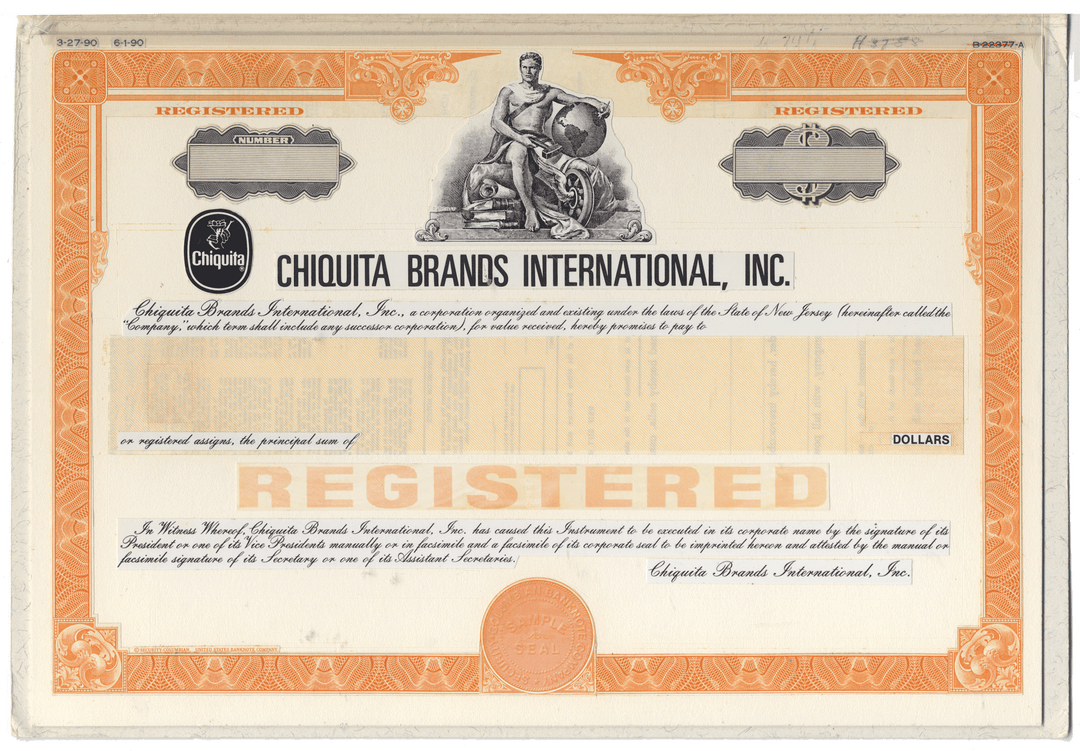 3-27-90 6-1-90
B-22377-A
REGISTERED
REGISTERED
NUMBER
Chiquita
CHIQUITA BRANDS INTERNATIONAL, INC.
Chiquita Brands International, Inc., a corporation organized and existing under the laws of the State of New Jersey (hereinafter called the
"Company," which term shall include any successor corporation), for value received, hereby promises to pay to
or registered assigns, the principal sum of
DOLLARS
REGISTERED
In Witness Whereof, Chiquita Brands International, Inc. has caused this Instrument to be executed in its corporate name by the signature of its
President or one of its Vice Presidents manually or in facsimile and a facsimile of its corporate seal to be imprinted hereon and attested by the manual or
facsimile signature of its Secretary or one of its Assistant Secretaries.
Chiquita Brands International, Inc.
SAMPLE
SEAL
© SECURITY-COLUMBIAN UNITED STATES BANKNOTE COMPANY